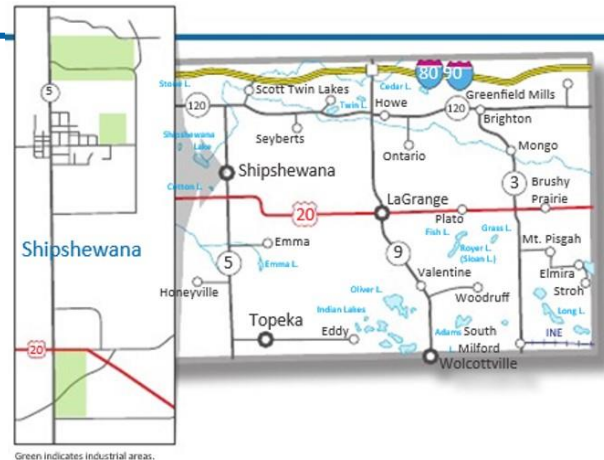 5
Shipshewana
20
Green indicates industrial areas.
80 90
Stone L.
Scott Twin Lakes
Cedar L.
Greenfield Mills
120
Twin L.
Howe
120
Brighton
Seyberts
Shipshewana
Lake
Ontario
Mongo
Shipshewana
Cotton L.
3
Brushy
Prairie
LaGrange
20
Plato
Fish L.
Grass L.
Emma
Royer L.
(Sloan L.)
Mt. Pisgah
5
Emma L.
9
Elmira
Honeyville
Valentine
Stroh
Oliver L.
Woodruff
Indian Lakes
Long L.
Topeka
Eddy
Adams
South
Milford
INE
Wolcottville